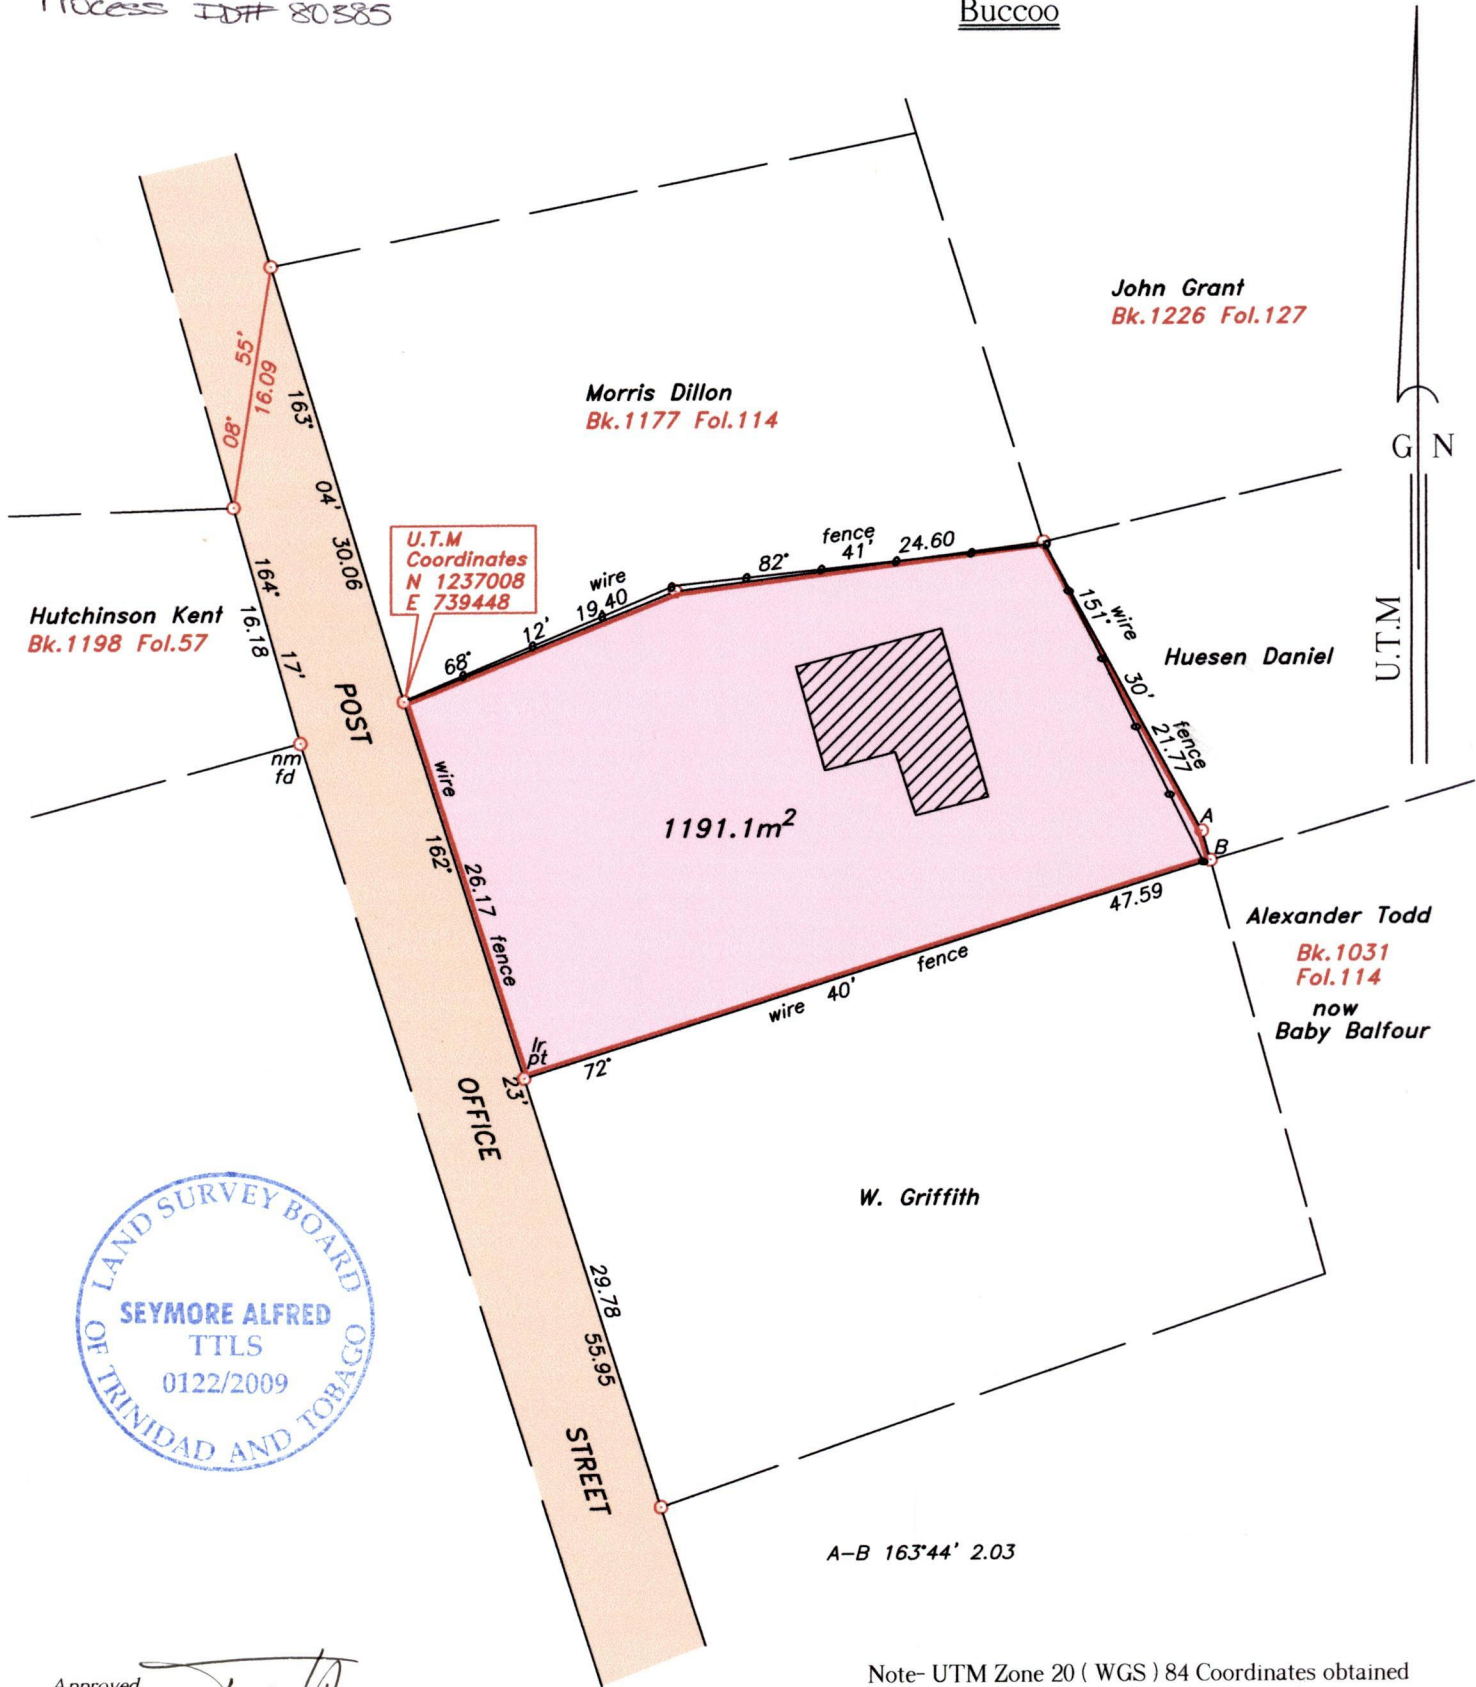 Process ID# 80385
Buccoo
John Grant
Bk.1226 Fol.127
Morris Dillon
Bk.1177 Fol.114
G N
U.T.M
08° 55'
16.09
163° 04' 30.06
U.T.M
Coordinates
N 1237008
E 739448
Hutchinson Kent
Bk.1198 Fol.57
164° 17'
16.18
nm
fd
wire
68° 12' 19.40
fence
82° 41' 24.60
wire fence
151° 30' 21.77
Huesen Daniel
A
B
1191.1m²
wire fence
162° 23'
26.17
Ir
pt
47.59
wire fence
72° 40'
Alexander Todd
Bk.1031
Fol.114
now
Baby Balfour
W. Griffith
POST OFFICE STREET
29.78
55.95
LAND SURVEY BOARD
SEYMORE ALFRED
TTLS
0122/2009
OF TRINIDAD AND TOBAGO
A-B 163°44' 2.03
Approved
Note- UTM Zone 20 ( WGS ) 84 Coordinates obtained